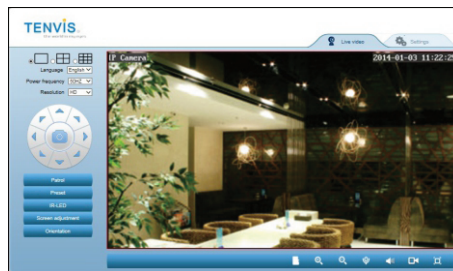 TENVIS
Live video
Settings
Language English
Power frequency 50HZ
Resolution HD
Patrol
Preset
IR-LED
Screen adjustment
Orientation
IP Camera
2014-01-03 11:22:25